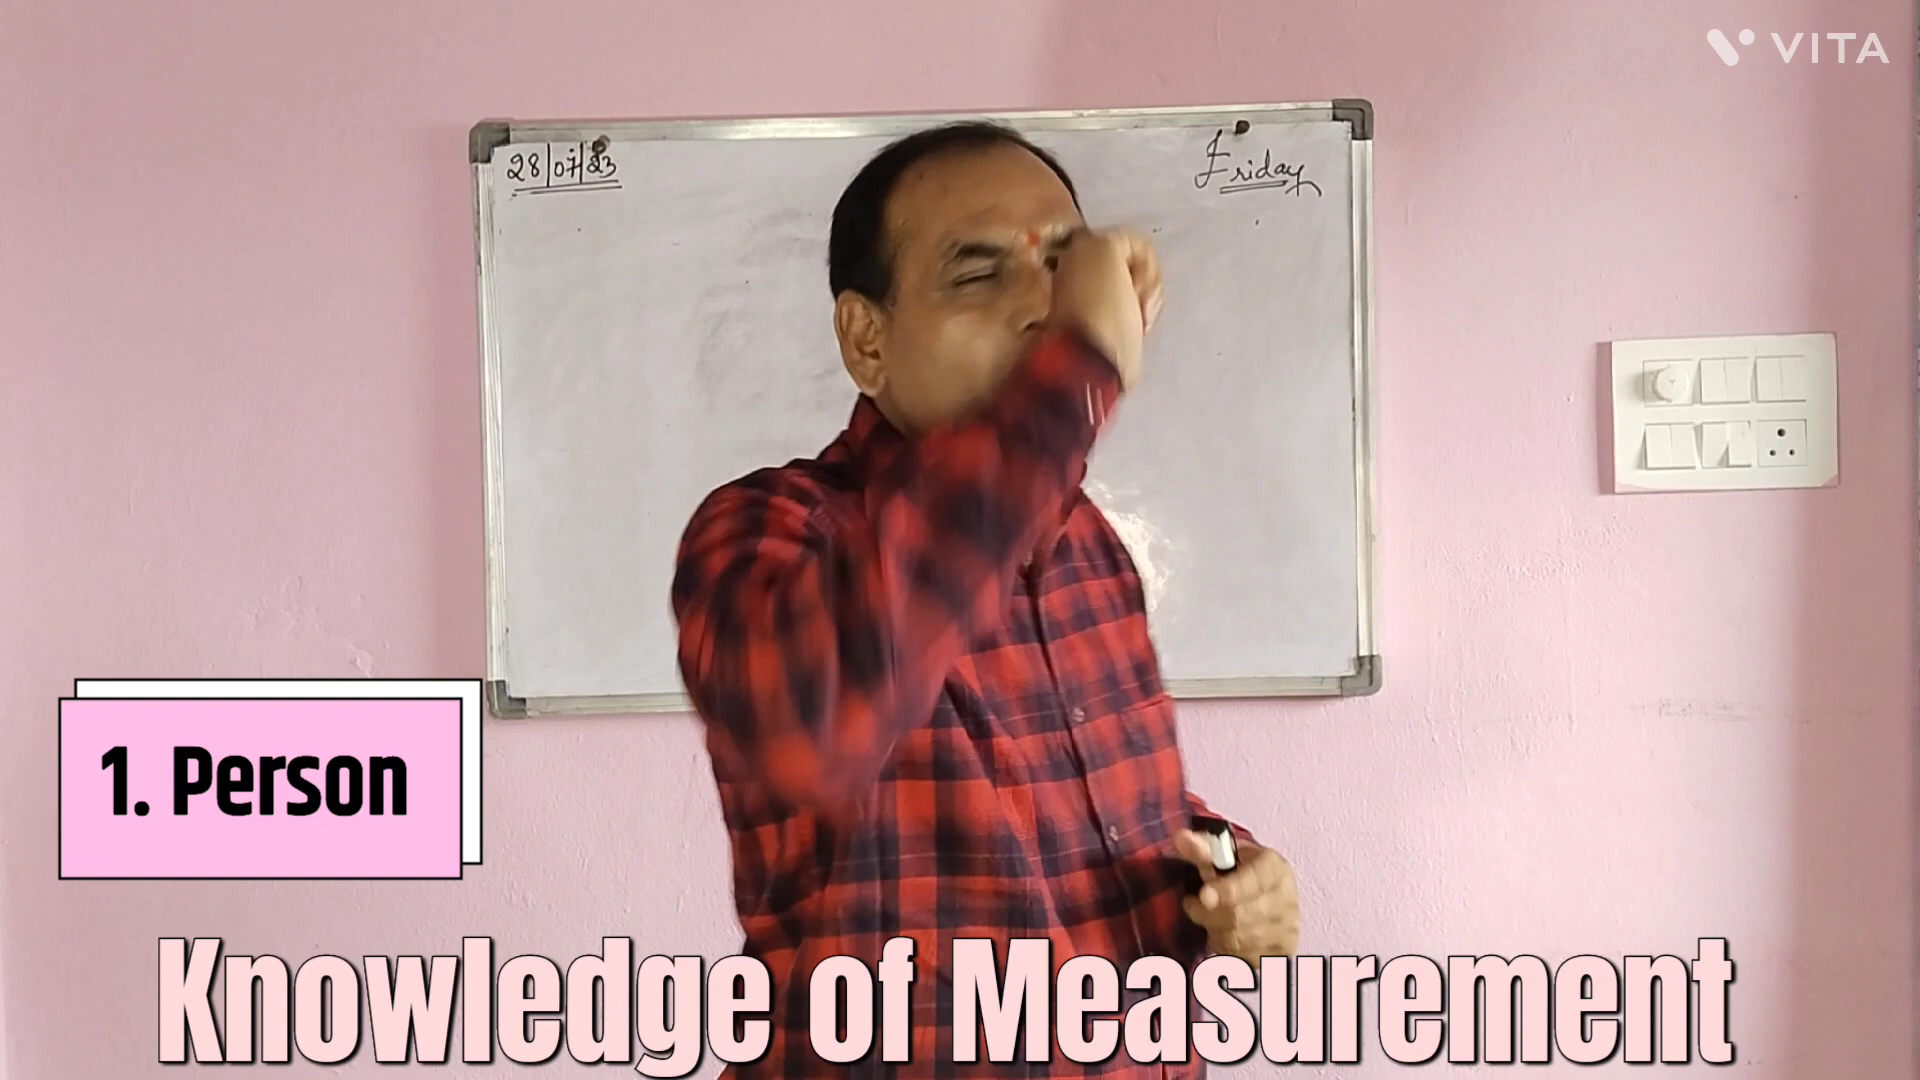 VITA
28/07/23
Friday
1. Person
Knowledge of Measurement